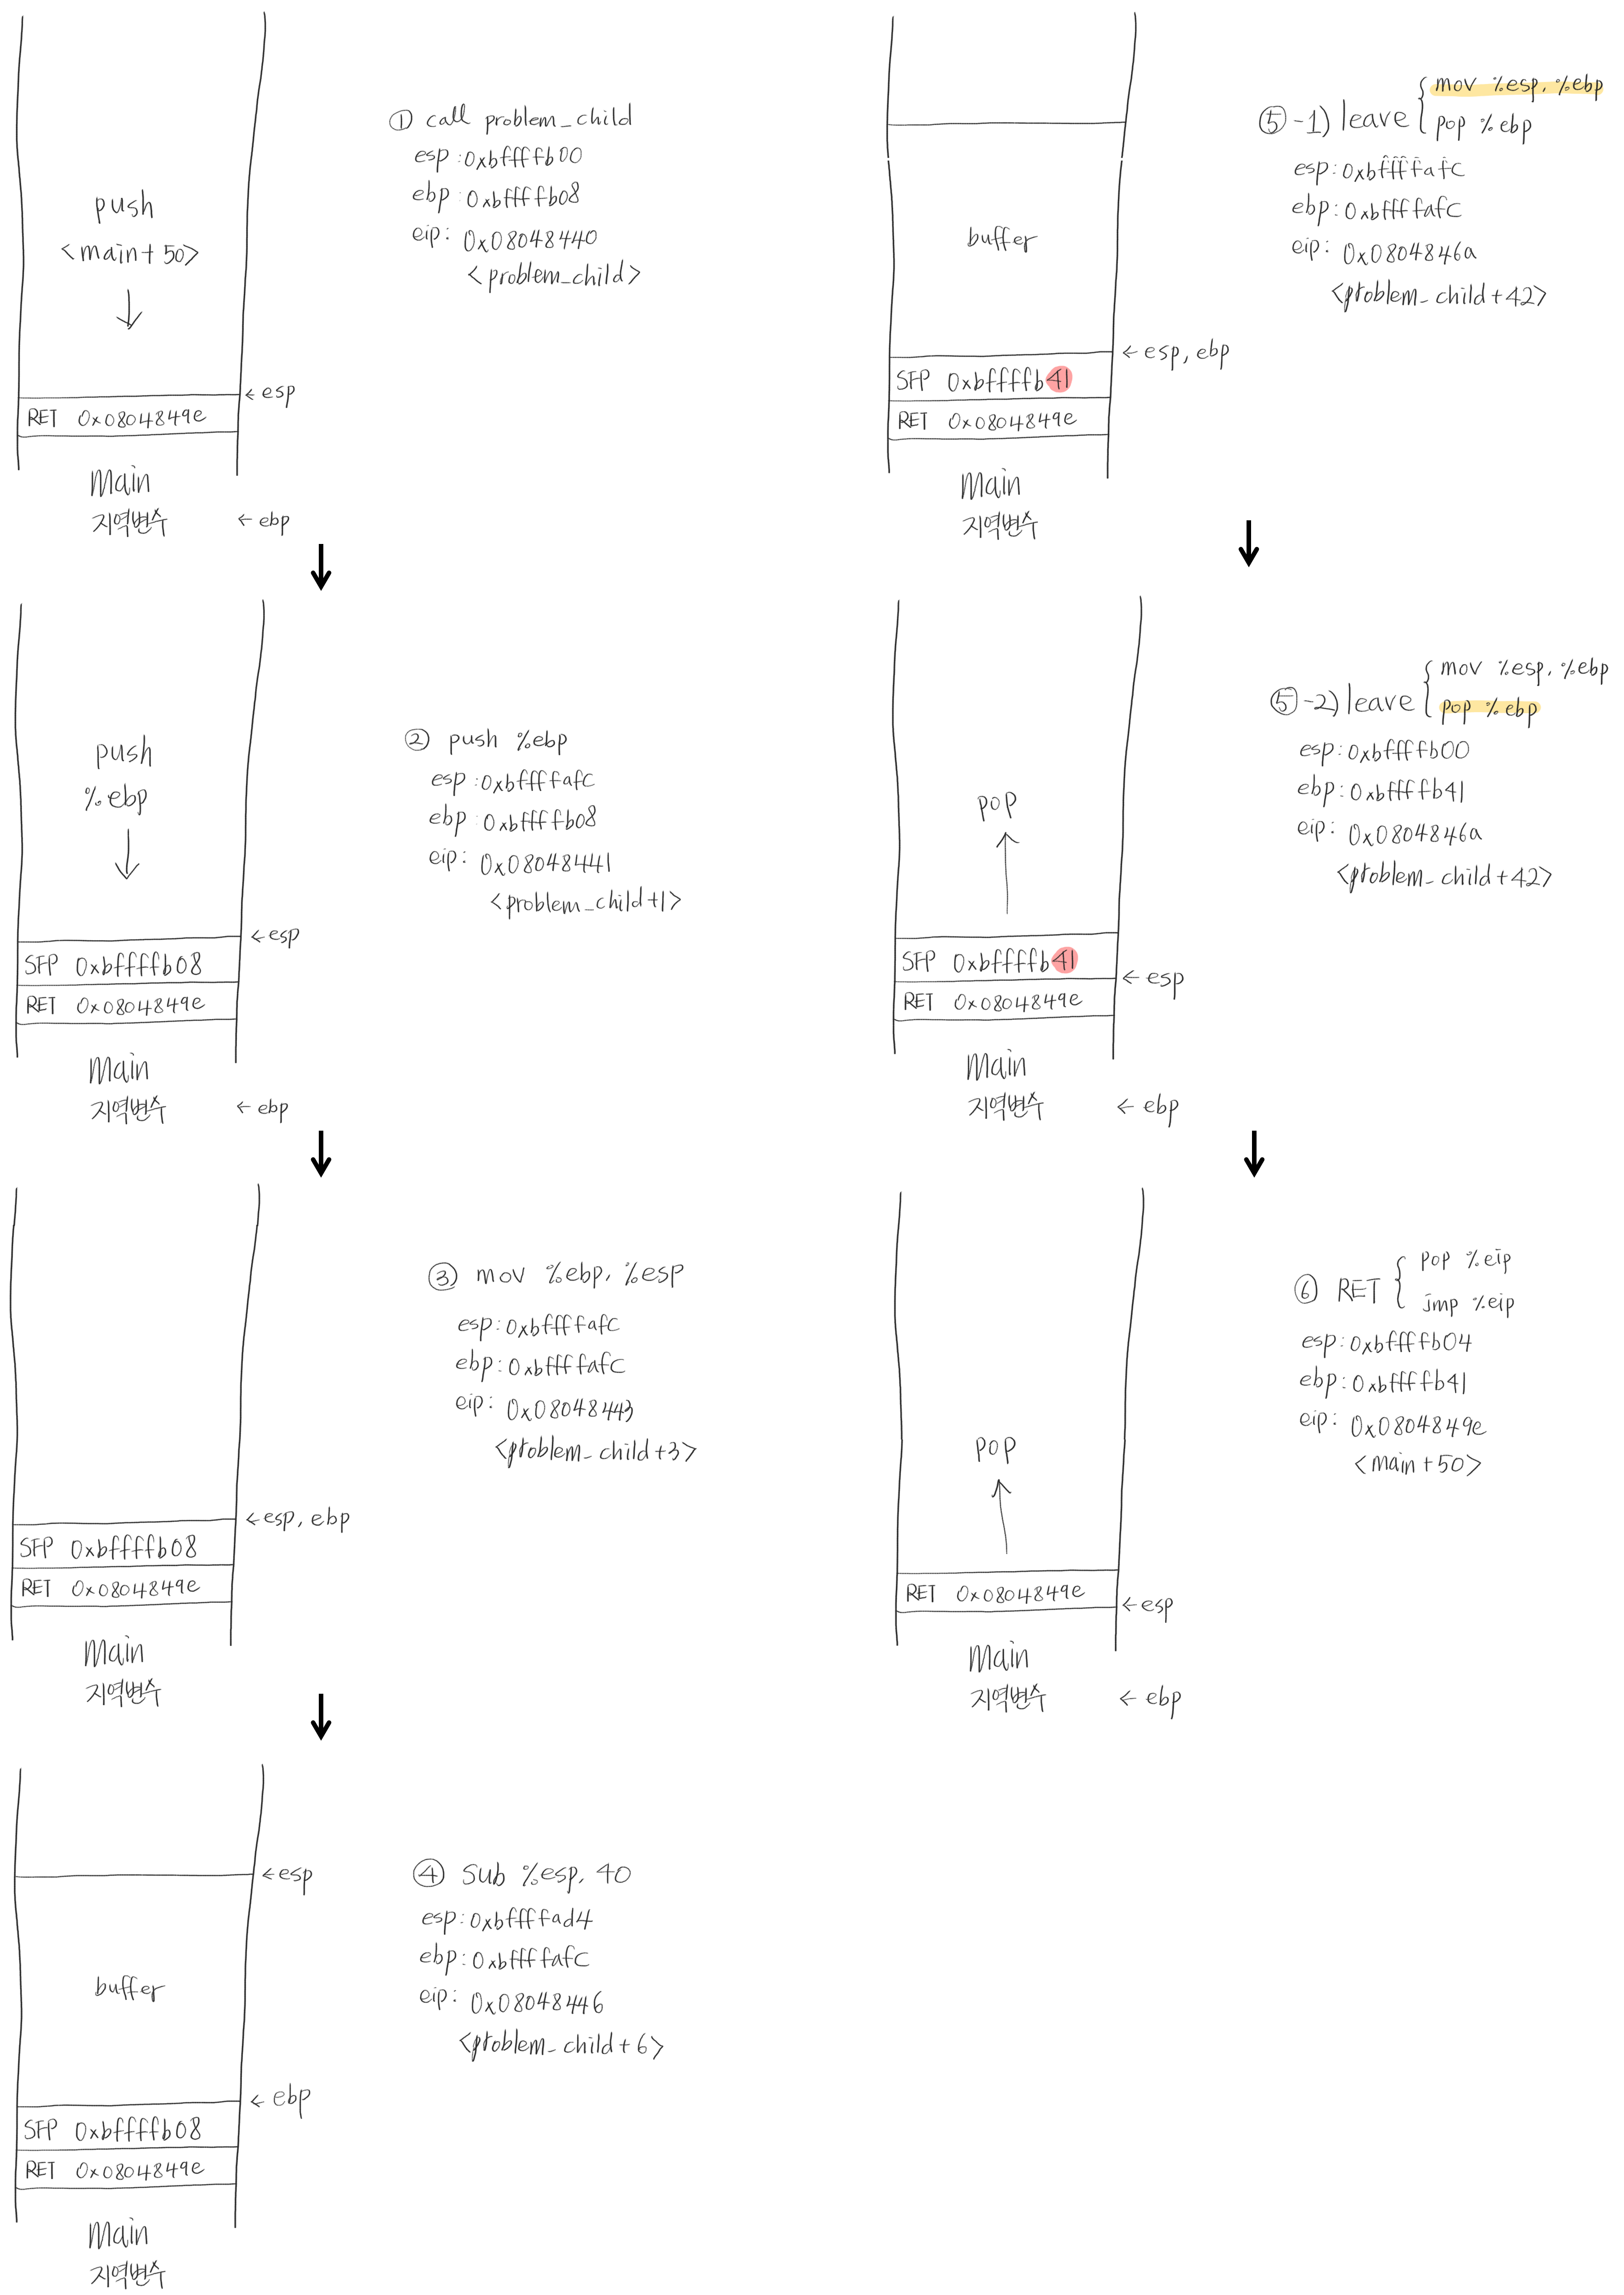 ① call problem_child
esp : 0xbffffb00
ebp : 0xbffffb08
eip : 0x08048440
<problem_child>
push
<main+50>
← esp
RET 0x0804849e
Main
지역변수
← ebp
② push %ebp
esp : 0xbffffafc
ebp : 0xbffffb08
eip : 0x08048441
<problem_child+1>
push
%ebp
← esp
SFP 0xbffffb08
RET 0x0804849e
Main
지역변수
← ebp
③ mov %ebp, %esp
esp : 0xbffffafc
ebp : 0xbffffafc
eip : 0x08048443
<problem_child+3>
← esp, ebp
SFP 0xbffffb08
RET 0x0804849e
Main
지역변수
④ sub %esp, 40
← esp
esp : 0xbffffad4
ebp : 0xbffffafc
eip : 0x08048446
<problem_child+6>
buffer
← ebp
SFP 0xbffffb08
RET 0x0804849e
Main
지역변수
⑤-1) leave { mov %esp, %ebp
pop %ebp
esp : 0xbffffafc
ebp : 0xbffffafc
eip : 0x0804846a
<problem_child+42>
buffer
← esp, ebp
SFP 0xbffffb41
RET 0x0804849e
Main
지역변수
⑤-2) leave { mov %esp, %ebp
pop %ebp
esp : 0xbffffb00
ebp : 0xbffffb41
eip : 0x0804846a
<problem_child+42>
pop
SFP 0xbffffb41
← esp
RET 0x0804849e
Main
지역변수
← ebp
⑥ RET { pop %eip
jmp %eip
esp : 0xbffffb04
ebp : 0xbffffb41
eip : 0x0804849e
<main+50>
pop
RET 0x0804849e
← esp
Main
지역변수
← ebp